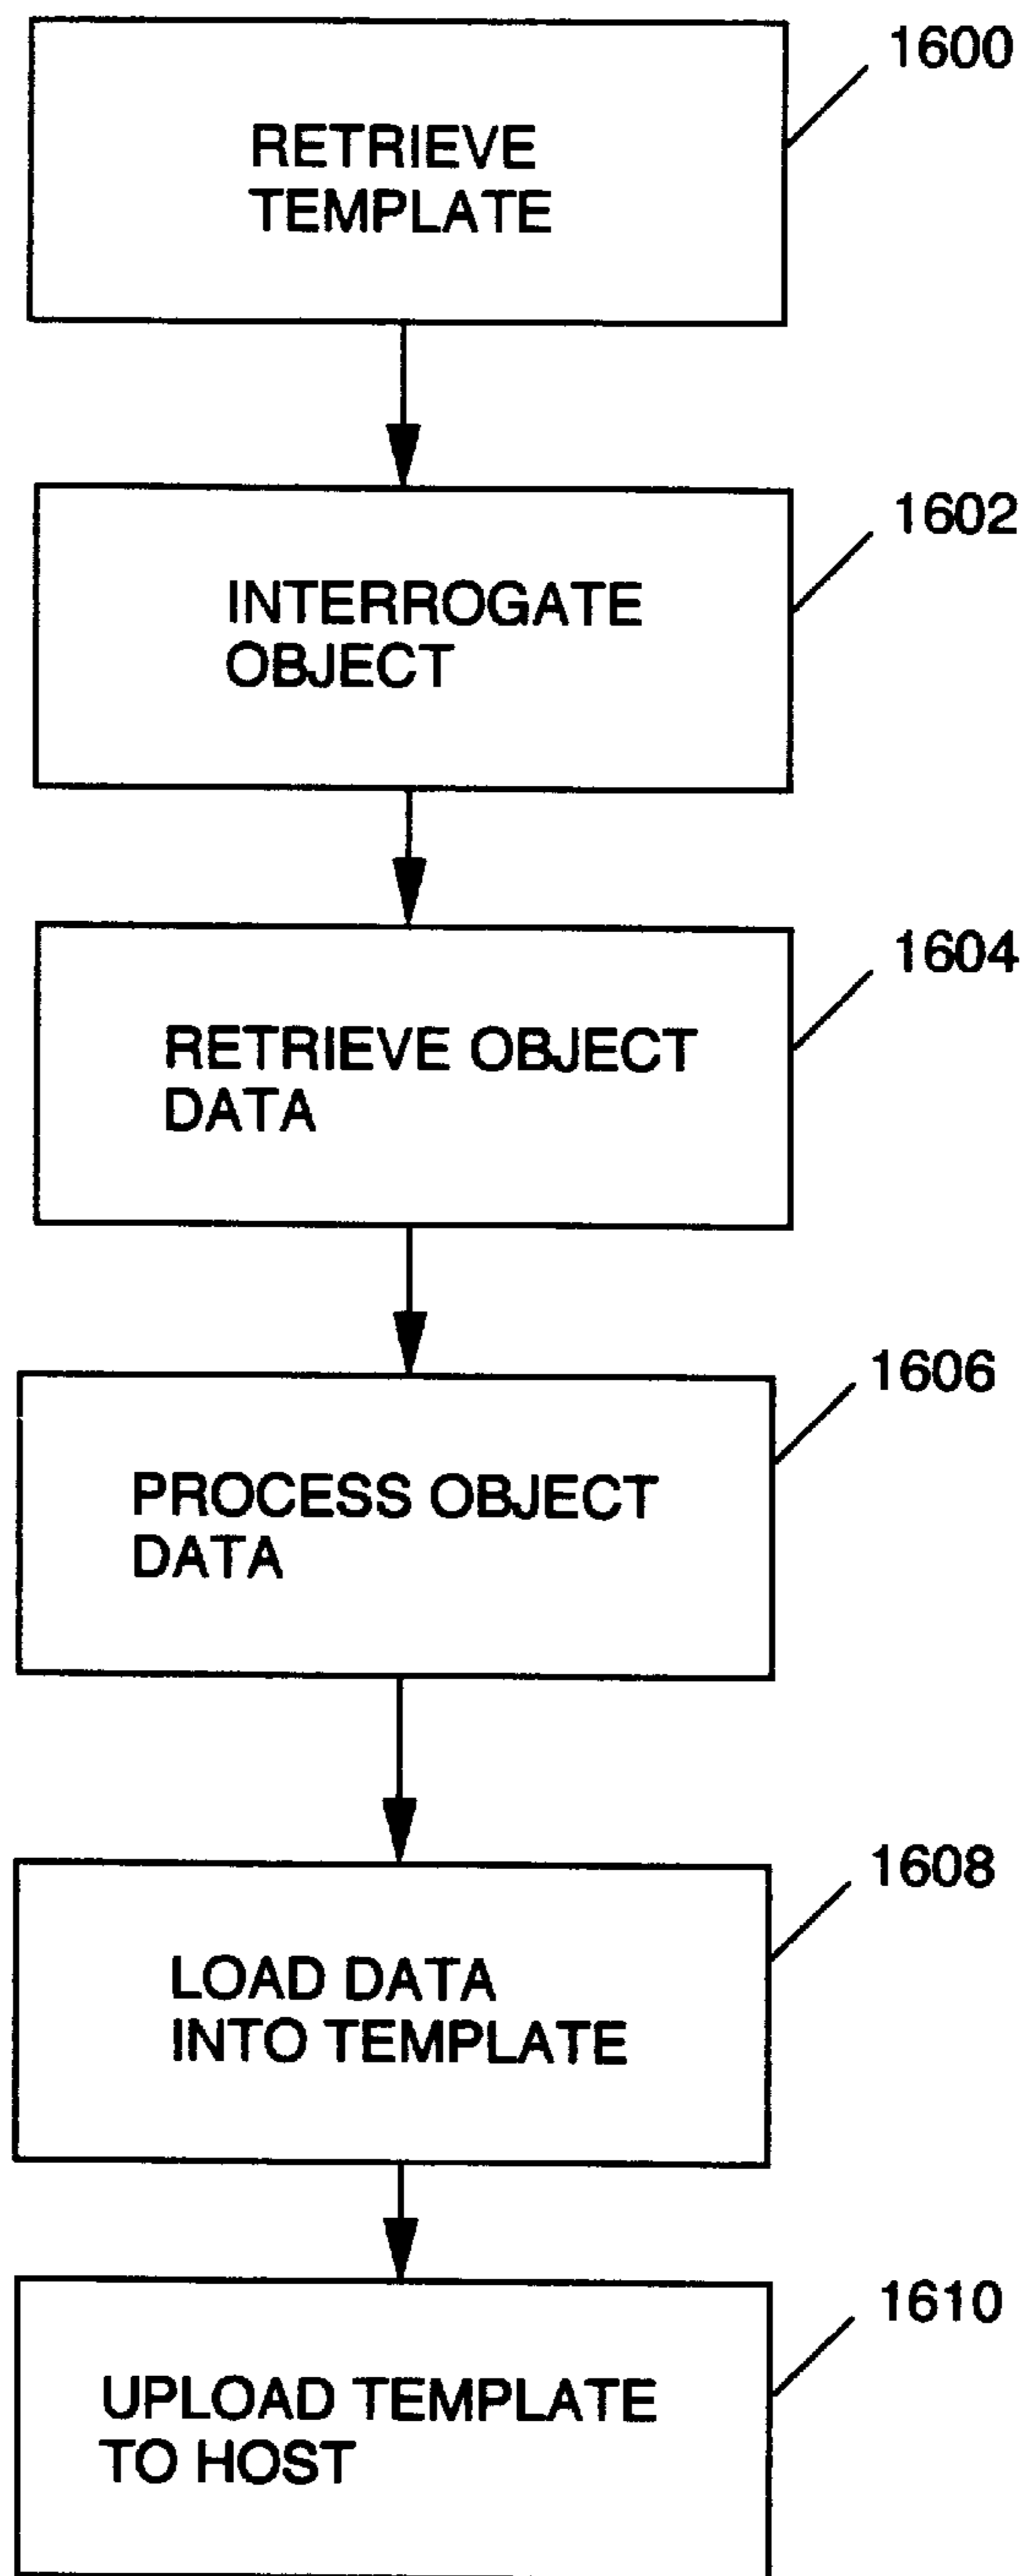 1600
RETRIEVE
TEMPLATE
1602
INTERROGATE
OBJECT
1604
RETRIEVE OBJECT
DATA
1606
PROCESS OBJECT
DATA
1608
LOAD DATA
INTO TEMPLATE
1610
UPLOAD TEMPLATE
TO HOST